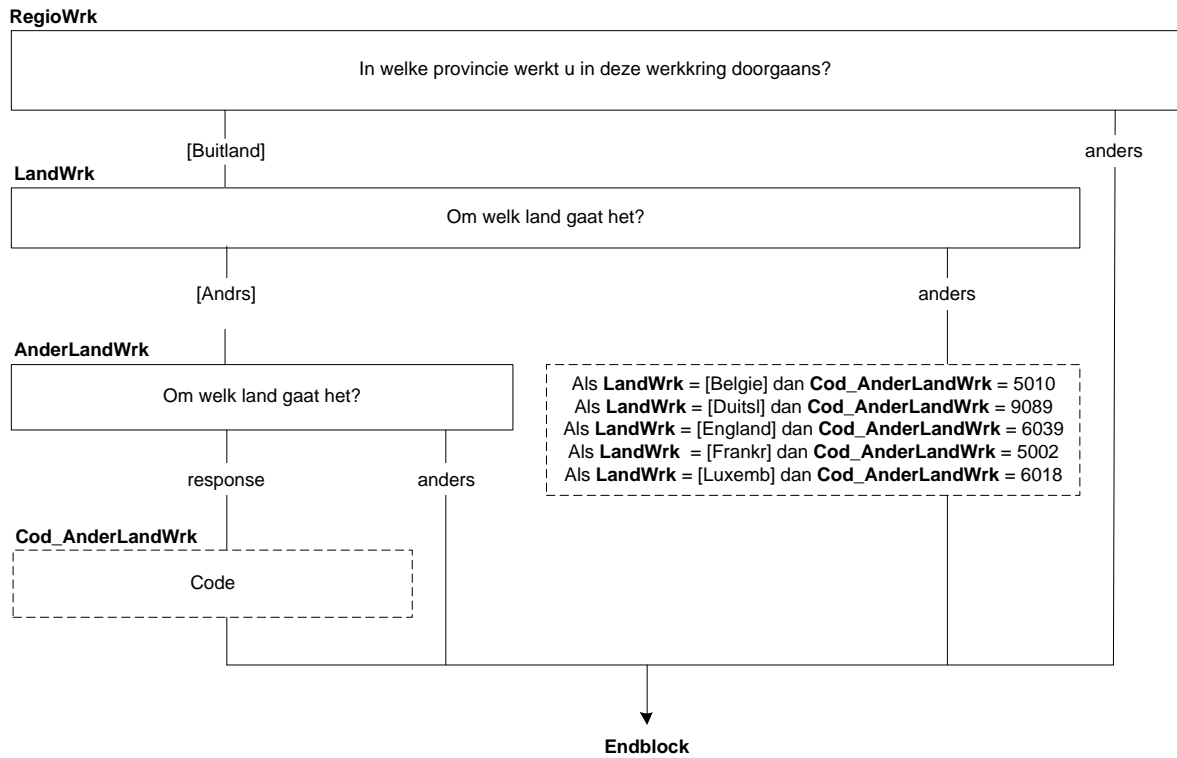 RegioWrk
In welke provincie werkt u in deze werkkring doorgaans?
[Buitland]
anders
LandWrk
Om welk land gaat het?
[Andrs]
anders
AnderLandWrk
Om welk land gaat het?
Als LandWrk = [Belgie] dan Cod_AnderLandWrk = 5010
Als LandWrk = [Duitsl] dan Cod_AnderLandWrk = 9089
Als LandWrk = [England] dan Cod_AnderLandWrk = 6039
Als LandWrk = [Frankr] dan Cod_AnderLandWrk = 5002
Als LandWrk = [Luxemb] dan Cod_AnderLandWrk = 6018
response
anders
Cod_AnderLandWrk
Code
Endblock